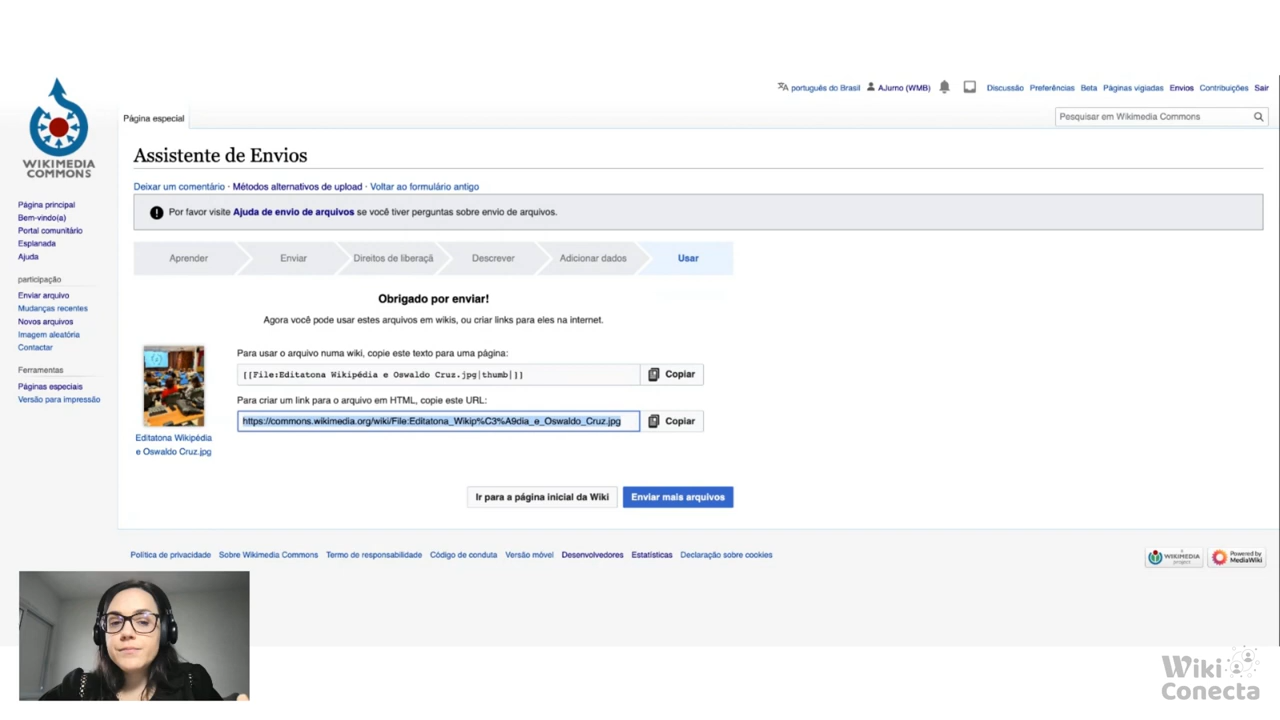 português do Brasil AJurno (WMB) Discussão Preferências Beta Páginas vigiadas Envios Contribuições Sair
Página especial
Pesquisar em Wikimedia Commons
WIKIMEDIA
COMMONS
Página principal
Bem-vindo(a)
Portal comunitário
Esplanada
Ajuda
participação
Enviar arquivo
Mudanças recentes
Novos arquivos
Imagem aleatória
Contactar
Ferramentas
Páginas especiais
Versão para impressão
Assistente de Envios
Deixar um comentário · Métodos alternativos de upload · Voltar ao formulário antigo
Por favor visite Ajuda de envio de arquivos se você tiver perguntas sobre envio de arquivos.
Aprender Enviar Direitos de liberaçã Descrever Adicionar dados Usar
Obrigado por enviar!
Agora você pode usar estes arquivos em wikis, ou criar links para eles na internet.
Para usar o arquivo numa wiki, copie este texto para uma página:
[[File:Editatona Wikipédia e Oswaldo Cruz.jpg|thumb|]] Copiar
Para criar um link para o arquivo em HTML, copie este URL:
https://commons.wikimedia.org/wiki/File:Editatona_Wikip%C3%A9dia_e_Oswaldo_Cruz.jpg Copiar
Editatona Wikipédia
e Oswaldo Cruz.jpg
Ir para a página inicial da Wiki Enviar mais arquivos
Política de privacidade Sobre Wikimedia Commons Termo de responsabilidade Código de conduta Versão móvel Desenvolvedores Estatísticas Declaração sobre cookies
A
WIKIMEDIA
project
Powered by
MediaWiki
Wiki
Conecta